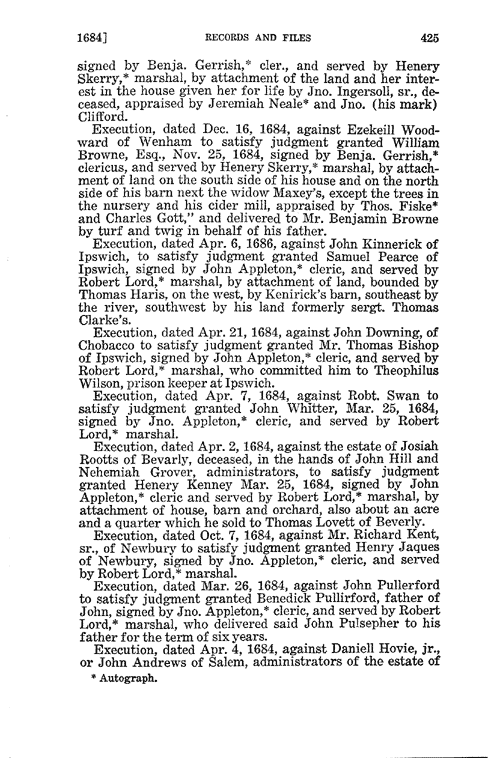 1684] RECORDS AND FILES 425
signed by Benja. Gerrish,* cler., and served by Henery
Skerry,* marshal, by attachment of the land and her inter-
est in the house given her for life by Jno. Ingersoll, sr., de-
ceased, appraised by Jeremiah Neale* and Jno. (his mark)
Clifford.
Execution, dated Dec. 16, 1684, against Ezekeill Wood-
ward of Wenham to satisfy judgment granted William
Browne, Esq., Nov. 25, 1684, signed by Benja. Gerrish,*
clericus, and served by Henery Skerry,* marshal, by attach-
ment of land on the south side of his house and on the north
side of his barn next the widow Maxey's, except the trees in
the nursery and his cider mill, appraised by Thos. Fiske*
and Charles Gott," and delivered to Mr. Benjamin Browne
by turf and twig in behalf of his father.
Execution, dated Apr. 6, 1686, against John Kinnerick of
Ipswich, to satisfy judgment granted Samuel Pearce of
Ipswich, signed by John Appleton,* cleric, and served by
Robert Lord,* marshal, by attachment of land, bounded by
Thomas Haris, on the west, by Kenirick's barn, southeast by
the river, southwest by his land formerly sergt. Thomas
Clarke's.
Execution, dated Apr. 21, 1684, against John Downing, of
Chobacco to satisfy judgment granted Mr. Thomas Bishop
of Ipswich, signed by John Appleton,* cleric, and served by
Robert Lord,* marshal, who committed him to Theophilus
Wilson, prison keeper at Ipswich.
Execution, dated Apr. 7, 1684, against Robt. Swan to
satisfy judgment granted John Whitter, Mar. 25, 1684,
signed by Jno. Appleton,* cleric, and served by Robert
Lord,* marshal.
Execution, dated Apr. 2, 1684, against the estate of Josiah
Rootts of Bevarly, deceased, in the hands of John Hill and
Nehemiah Grover, administrators, to satisfy judgment
granted Henery Kenney Mar. 25, 1684, signed by John
Appleton,* cleric and served by Robert Lord,* marshal, by
attachment of house, barn and orchard, also about an acre
and a quarter which he sold to Thomas Lovett of Beverly.
Execution, dated Oct. 7, 1684, against Mr. Richard Kent,
sr., of Newbury to satisfy judgment granted Henry Jaques
of Newbury, signed by Jno. Appleton,* cleric, and served
by Robert Lord,* marshal.
Execution, dated Mar. 26, 1684, against John Pullerford
to satisfy judgment granted Benedick Pullirford, father of
John, signed by Jno. Appleton,* cleric, and served by Robert
Lord,* marshal, who delivered said John Pulsepher to his
father for the term of six years.
Execution, dated Apr. 4, 1684, against Daniell Hovie, jr.,
or John Andrews of Salem, administrators of the estate of
* Autograph.